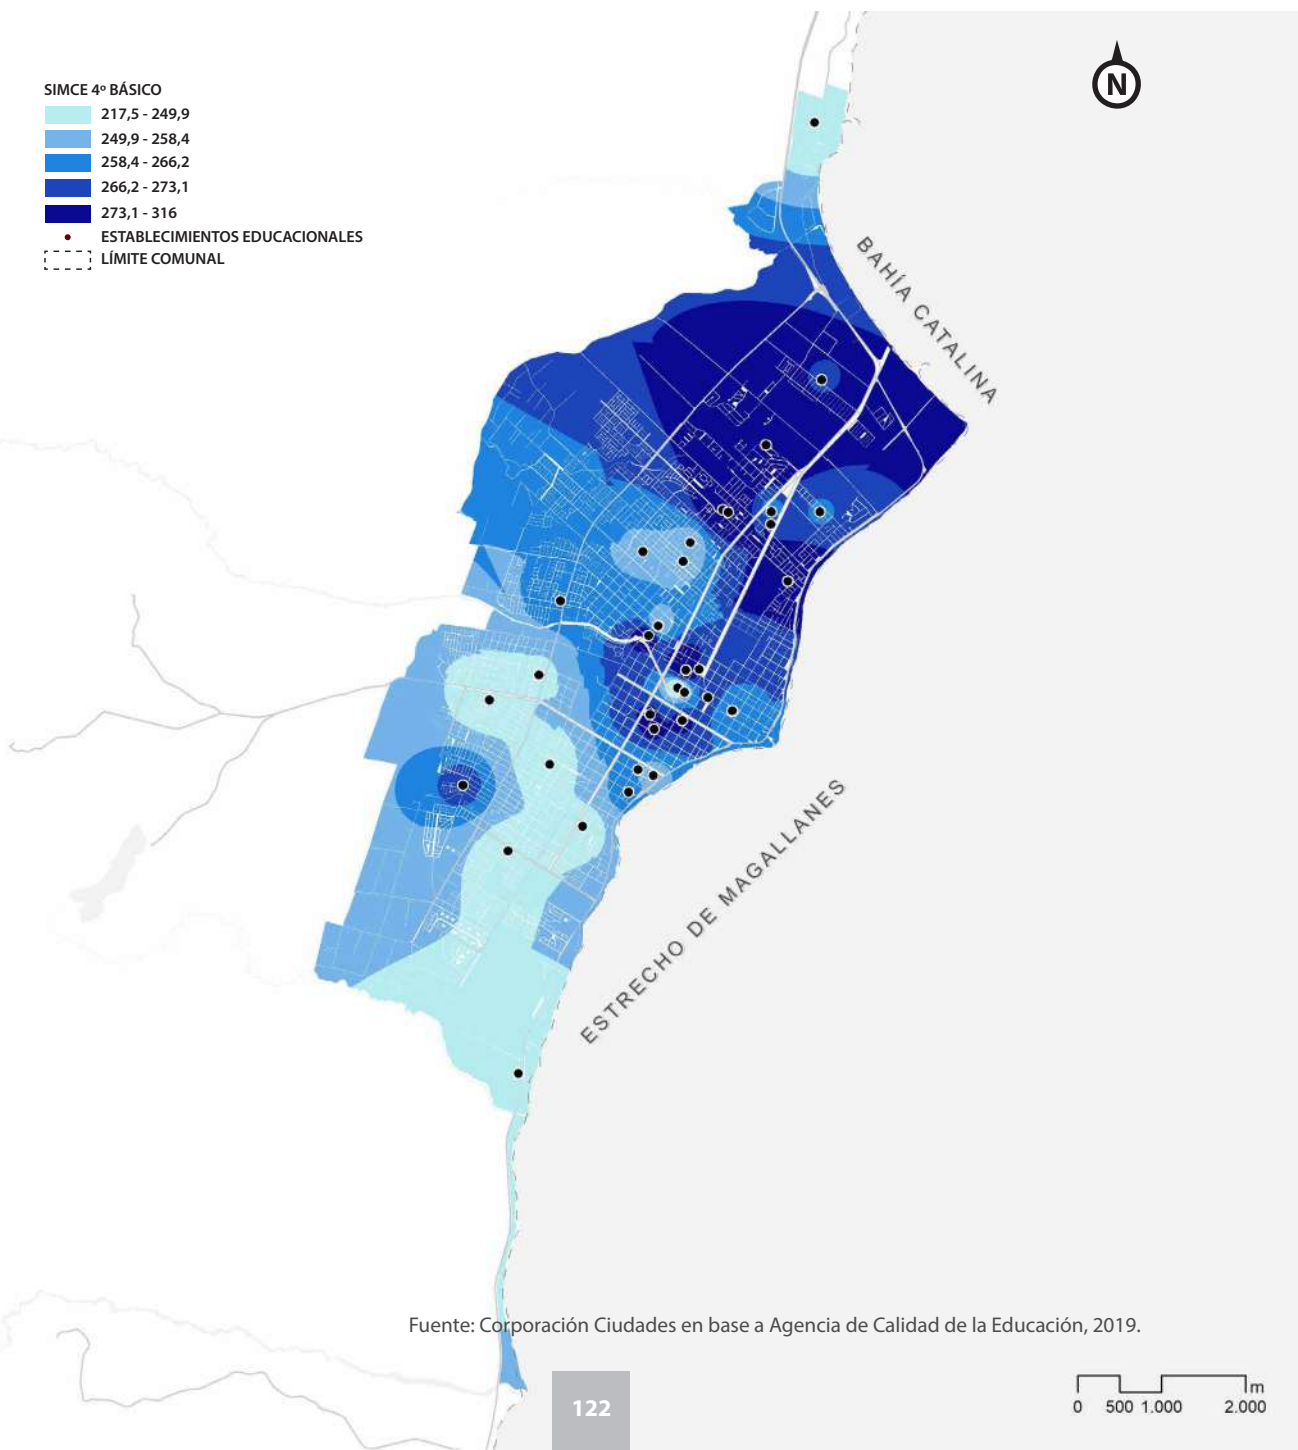 N
SIMCE 4º BÁSICO
217,5 - 249,9
249,9 - 258,4
258,4 - 266,2
266,2 - 273,1
273,1 - 316
ESTABLECIMIENTOS EDUCACIONALES
LÍMITE COMUNAL
BAHÍA CATALINA
ESTRECHO DE MAGALLANES
Fuente: Corporación Ciudades en base a Agencia de Calidad de la Educación, 2019.
122
m
0 500 1.000 2.000